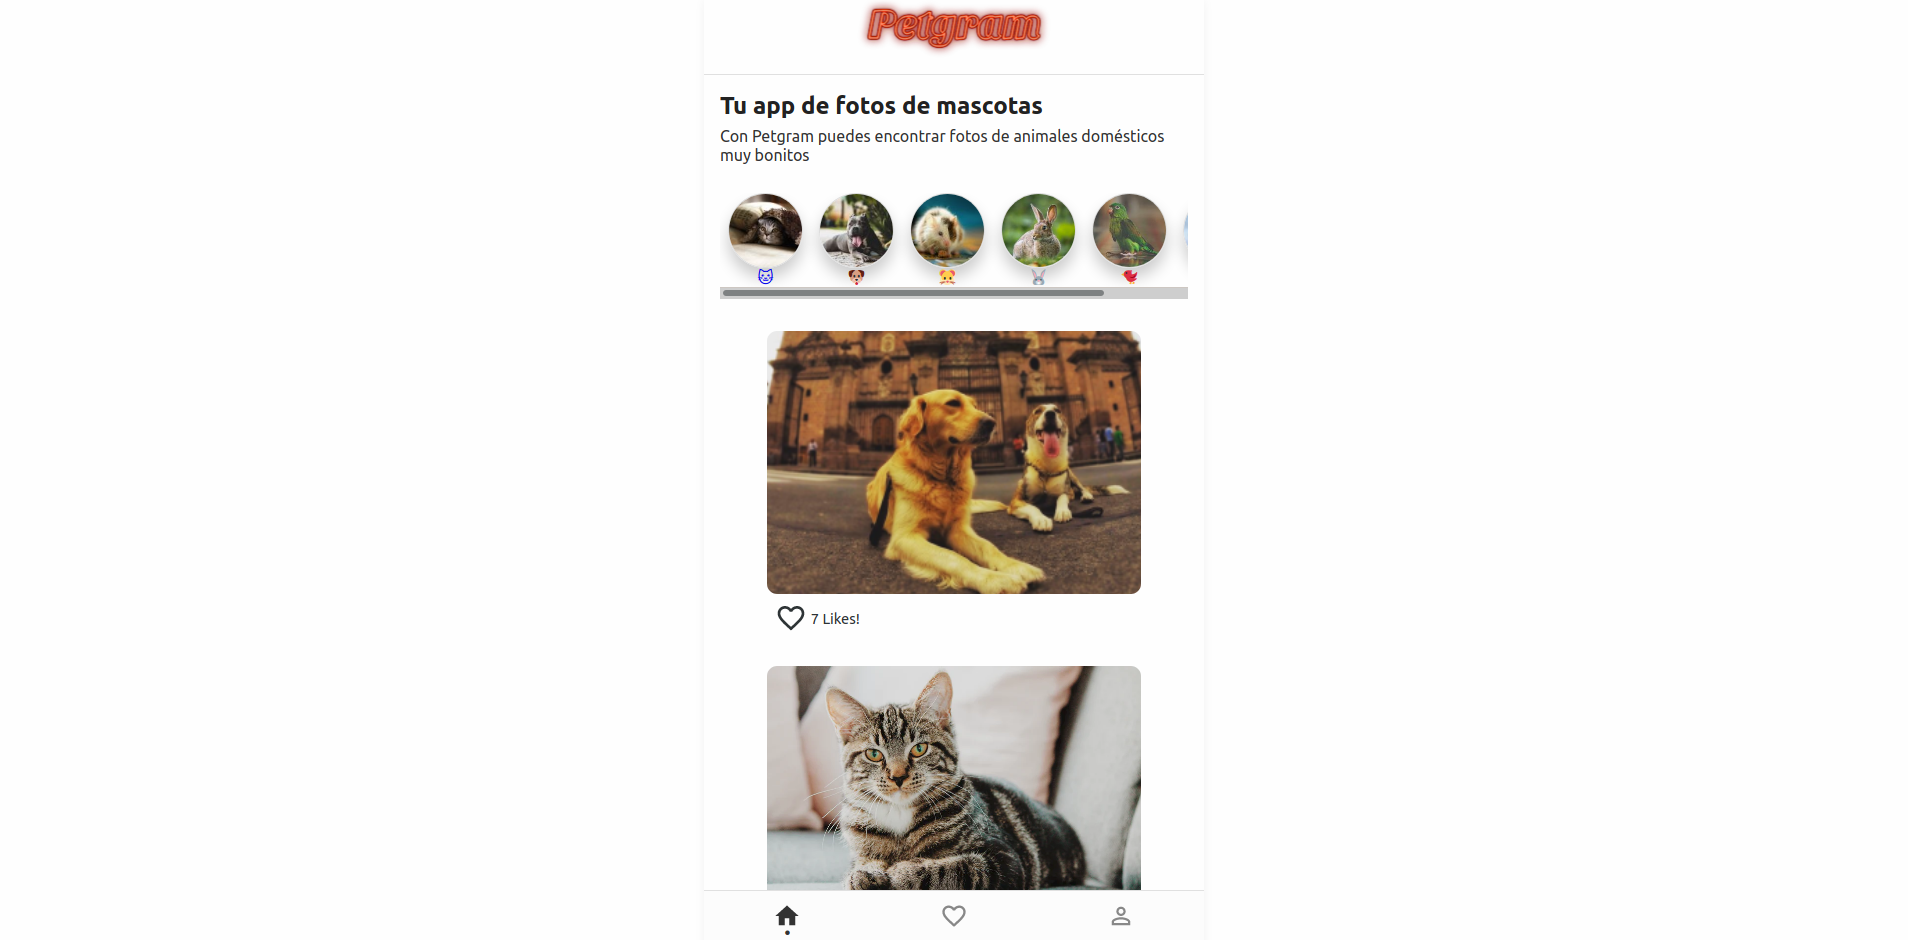 Petgram
Tu app de fotos de mascotas
Con Petgram puedes encontrar fotos de animales domésticos
muy bonitos
🐱 🐶 🐹 🐰 🐦
7 Likes!